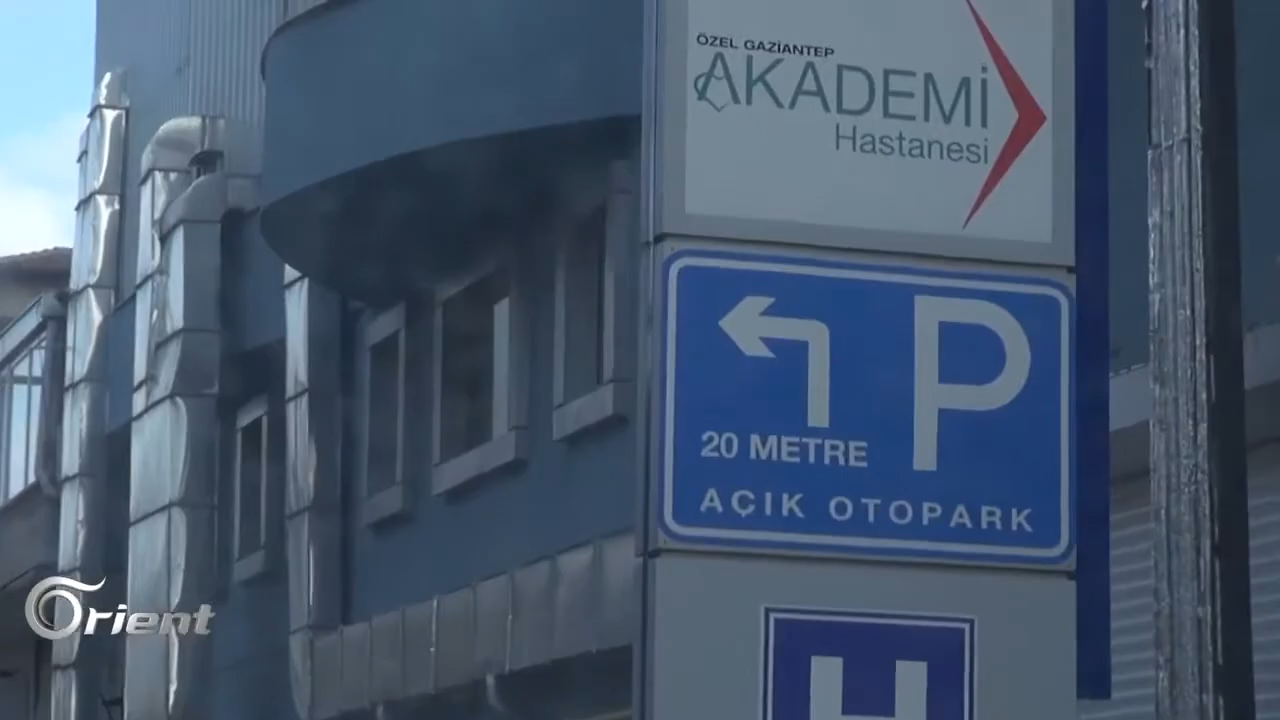 ÖZEL GAZİANTEP
AKADEMİ
Hastanesi
P
20 METRE
AÇIK OTOPARK
H
Orient